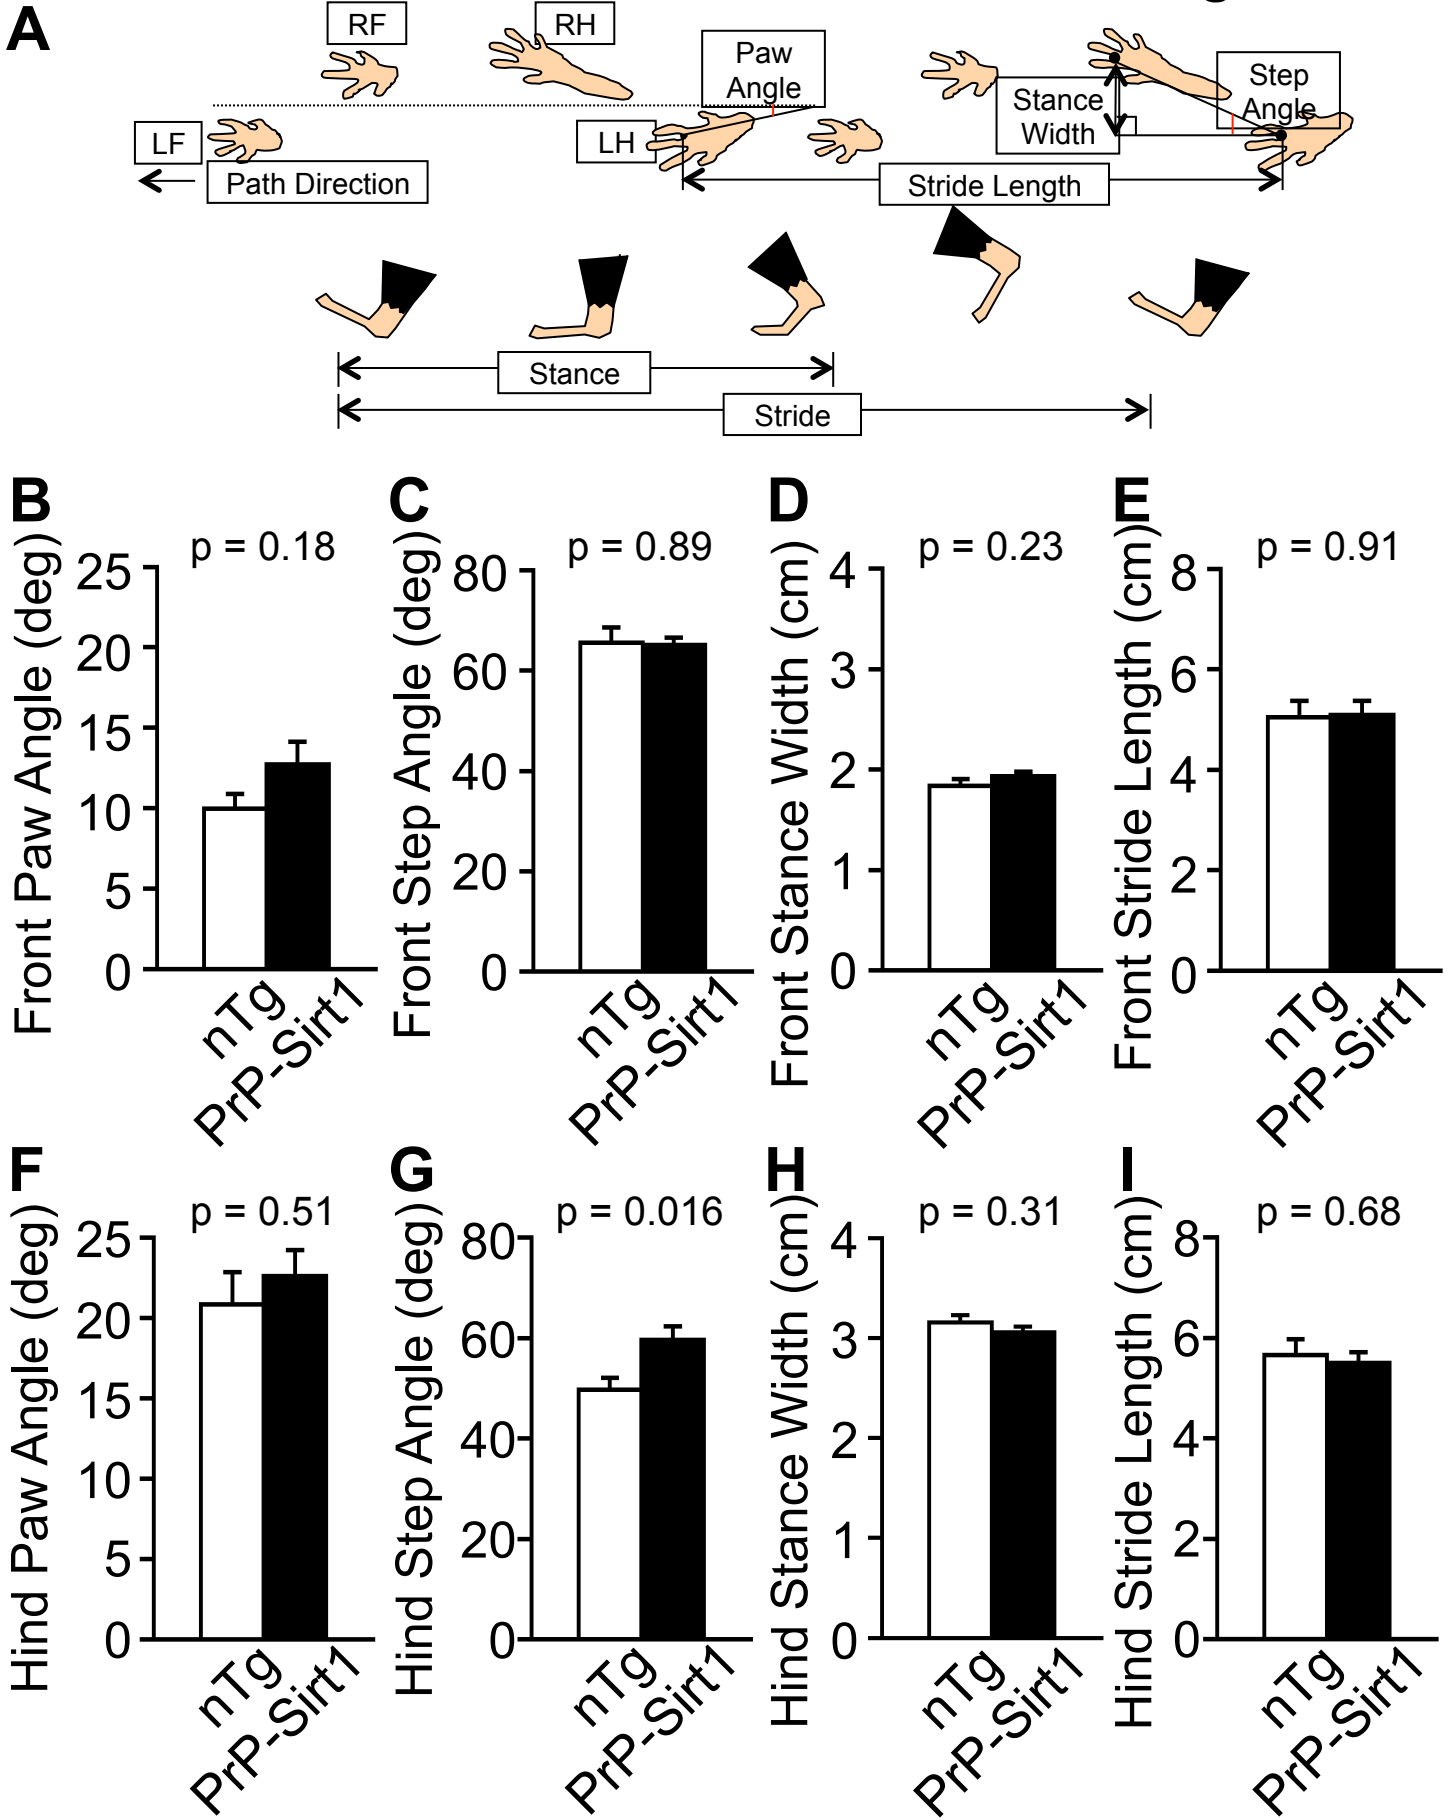 g
A
RF
RH
Paw
Angle
Step
Angle
Stance
Width
LF
LH
Path Direction
Stride Length
Stance
Stride
B
Front Paw Angle (deg)
p = 0.18
25
20
15
10
5
0
nTg
PrP-Sirt1
C
Front Step Angle (deg)
p = 0.89
80
60
40
20
0
nTg
PrP-Sirt1
D
Front Stance Width (cm)
p = 0.23
4
3
2
1
0
nTg
PrP-Sirt1
E
Front Stride Length (cm)
p = 0.91
8
6
4
2
0
nTg
PrP-Sirt1
F
Hind Paw Angle (deg)
p = 0.51
25
20
15
10
5
0
nTg
PrP-Sirt1
G
Hind Step Angle (deg)
p = 0.016
80
60
40
20
0
nTg
PrP-Sirt1
H
Hind Stance Width (cm)
p = 0.31
4
3
2
1
0
nTg
PrP-Sirt1
I
Hind Stride Length (cm)
p = 0.68
8
6
4
2
0
nTg
PrP-Sirt1